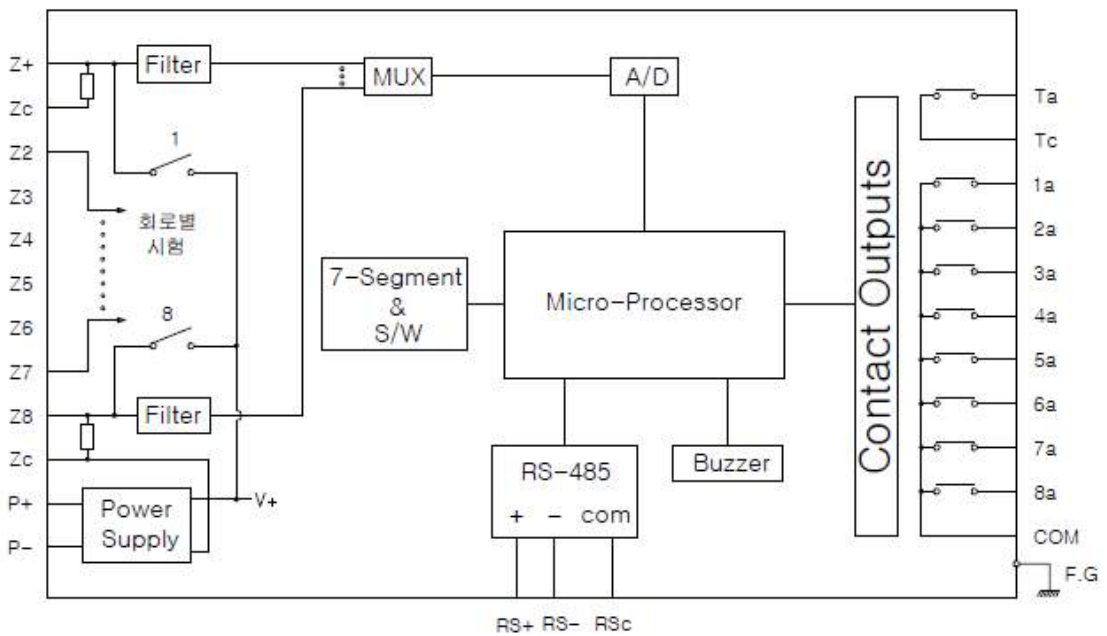 Z+
Zc
Z2
Z3
Z4
Z5
Z6
Z7
Z8
Zc
P+
P-
Filter
MUX
A/D
1
회로별
시험
8
Filter
Power
Supply
V+
7-Segment
&
S/W
Micro-Processor
RS-485
+ - com
Buzzer
RS+ RS- RSc
Contact Outputs
Ta
Tc
1a
2a
3a
4a
5a
6a
7a
8a
COM
F.G